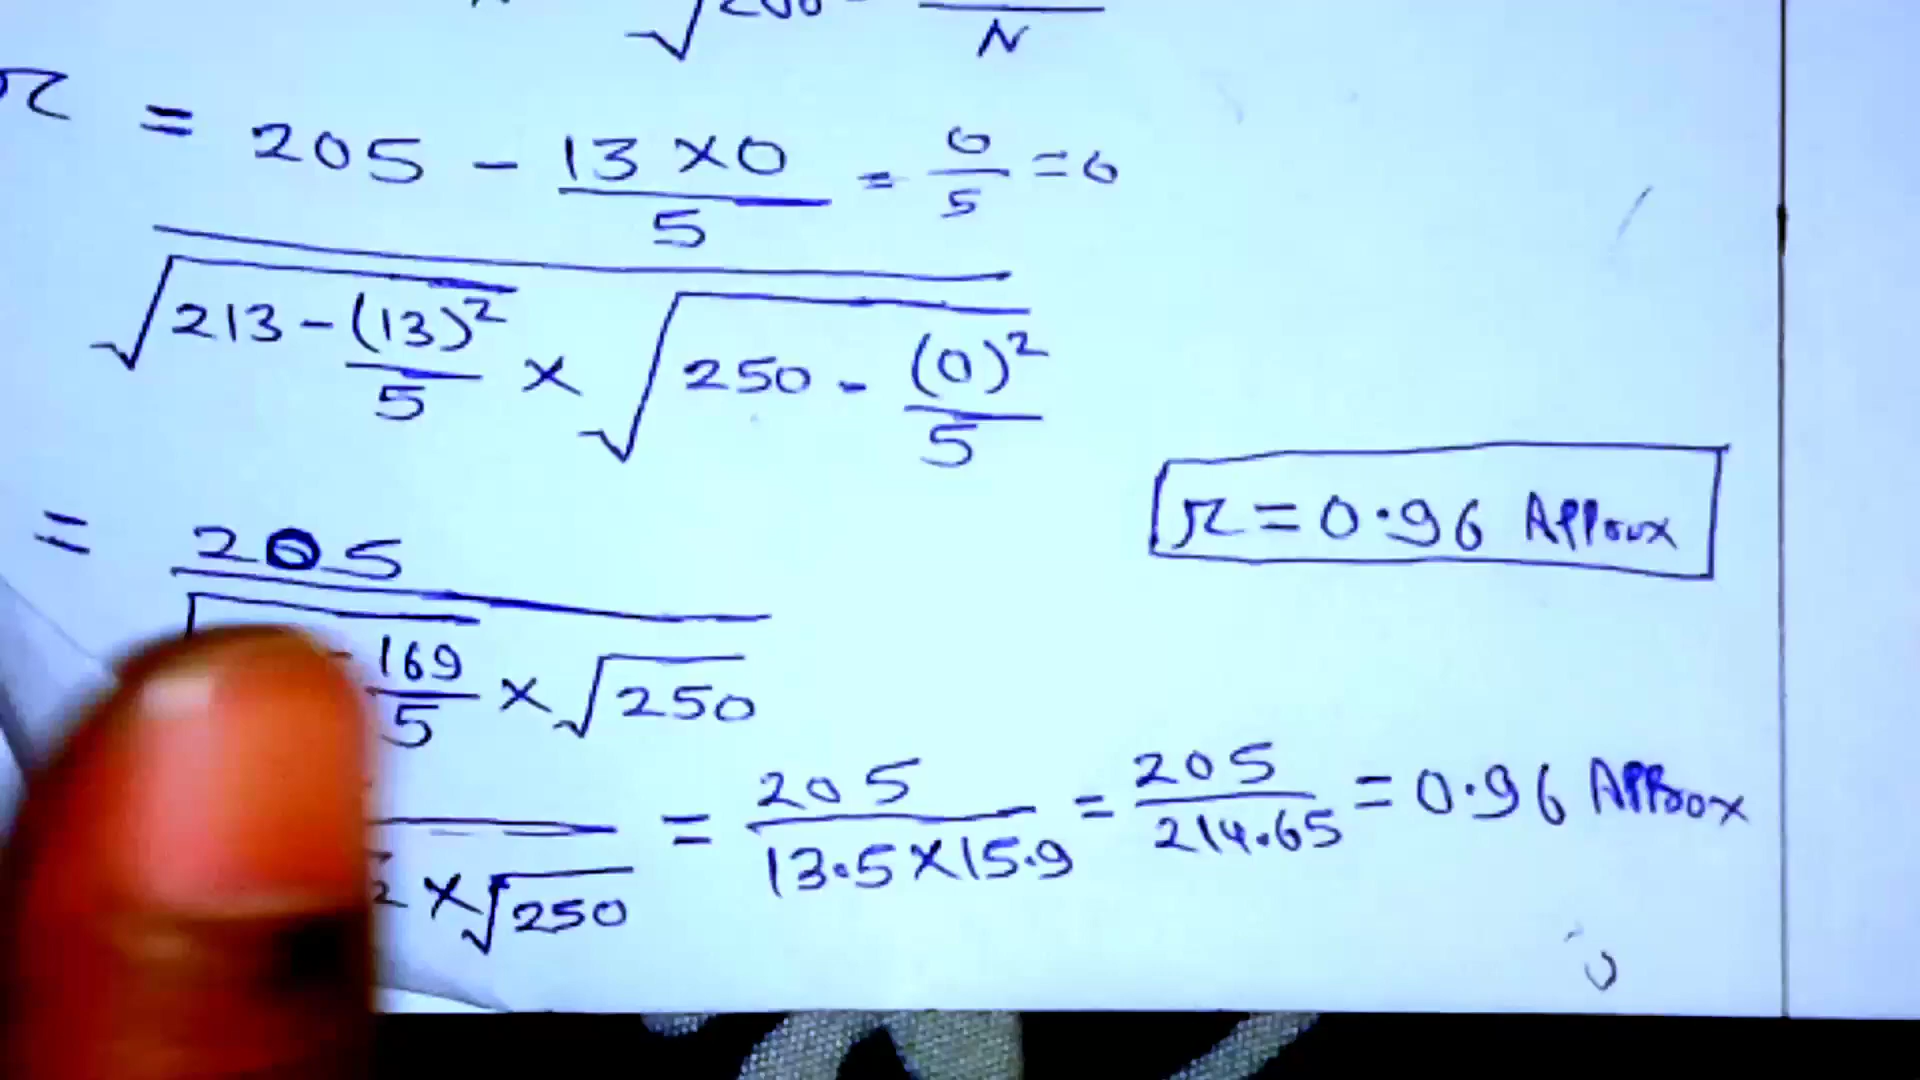 N
r = 205 - 13 × 0 / 5 = 0/5 = 0
√213 - (13)² / 5 × √250 - (0)² / 5
r = 0.96 Approx
= 205
- 169 / 5 × √250
= 205 / 13.5 × 15.9 = 205 / 214.65 = 0.96 Approx
2 × √250